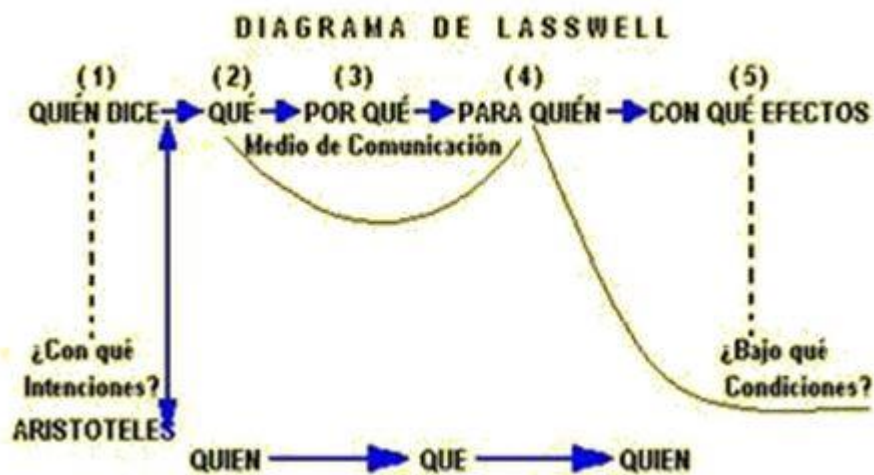 DIAGRAMA DE LASSWELL
(1) (2) (3) (4) (5)
QUIÉN DICE QUÉ POR QUÉ PARA QUIÉN CON QUÉ EFECTOS
Medio de Comunicación
¿Con qué Intenciones?
¿Bajo qué Condiciones?
ARISTOTELES
QUIEN QUE QUIEN